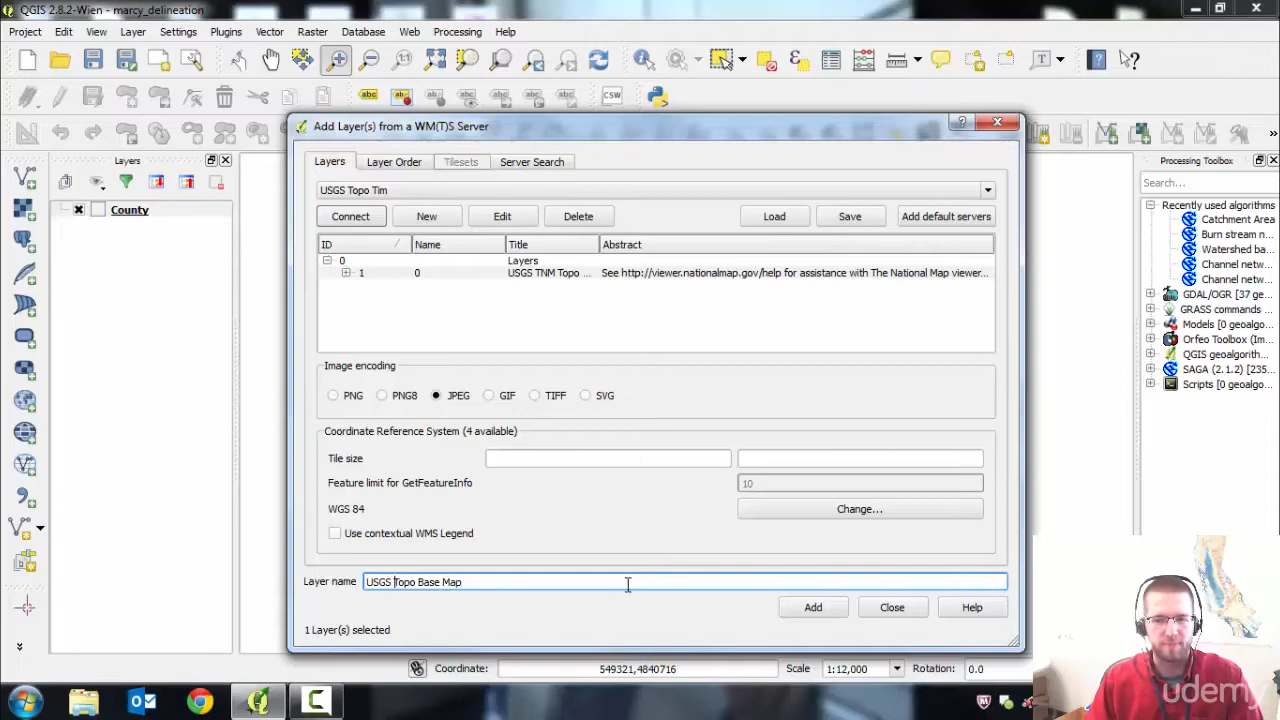 QGIS 2.8.2-Wien - marcy_delineation
Project Edit View Layer Settings Plugins Vector Raster Database Web Processing Help
abc abc CSW T
Layers
County
Add Layer(s) from a WM(T)S Server
Layers Layer Order Tilesets Server Search
USGS Topo Tim
Connect New Edit Delete Load Save Add default servers
ID Name Title Abstract
0 Layers
1 0 USGS TNM Topo ... See http://viewer.nationalmap.gov/help for assistance with The National Map viewer...
Image encoding
PNG PNG8 JPEG GIF TIFF SVG
Coordinate Reference System (4 available)
Tile size
Feature limit for GetFeatureInfo 10
WGS 84 Change...
Use contextual WMS Legend
Layer name USGS Topo Base Map
Add Close Help
1 Layer(s) selected
Processing Toolbox
Search...
Recently used algorithms
Catchment Area
Burn stream n
Watershed ba
Channel netw
Channel netw
GDAL/OGR [37 ge
GRASS commands
Models [0 geoalgor
Orfeo Toolbox (Im
QGIS geoalgorith...
SAGA (2.1.2) [235
Scripts [0 geoalgo
Coordinate: 549321,4840716 Scale 1:12,000 Rotation: 0.0
udemy